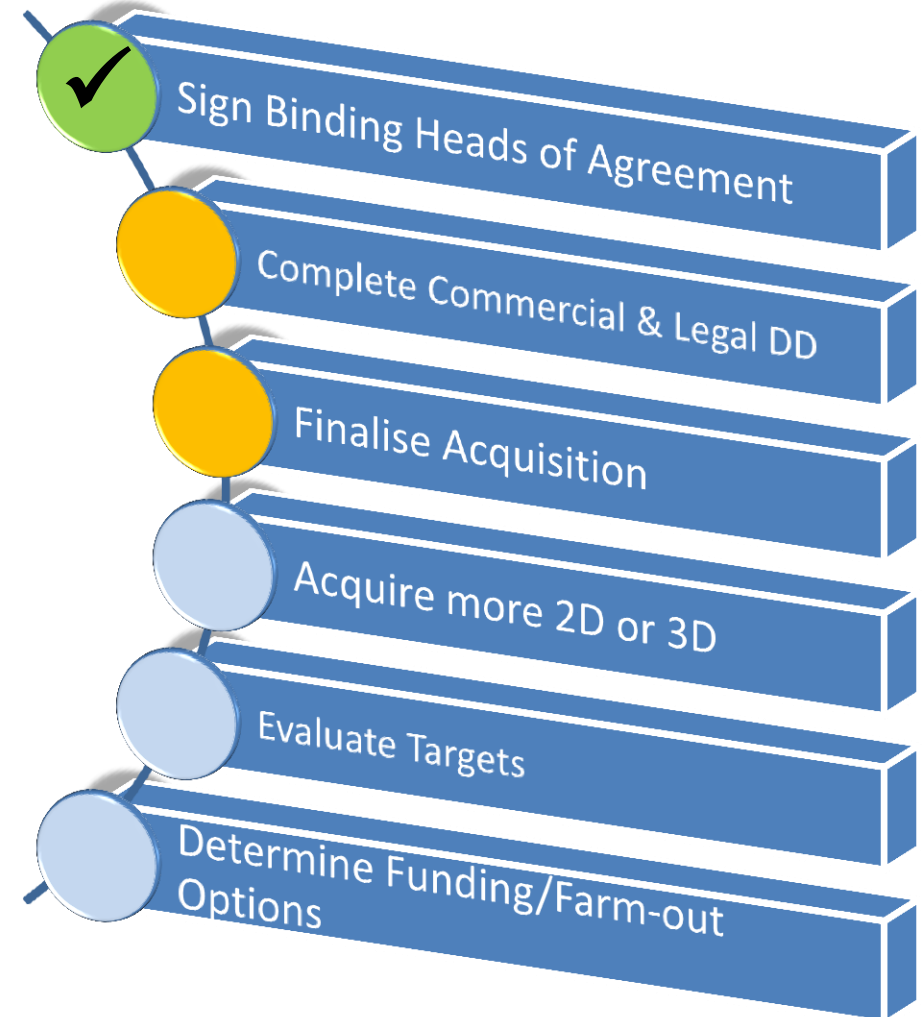 Sign Binding Heads of Agreement
Complete Commercial & Legal DD
Finalise Acquisition
Acquire more 2D or 3D
Evaluate Targets
Determine Funding/Farm-out
Options